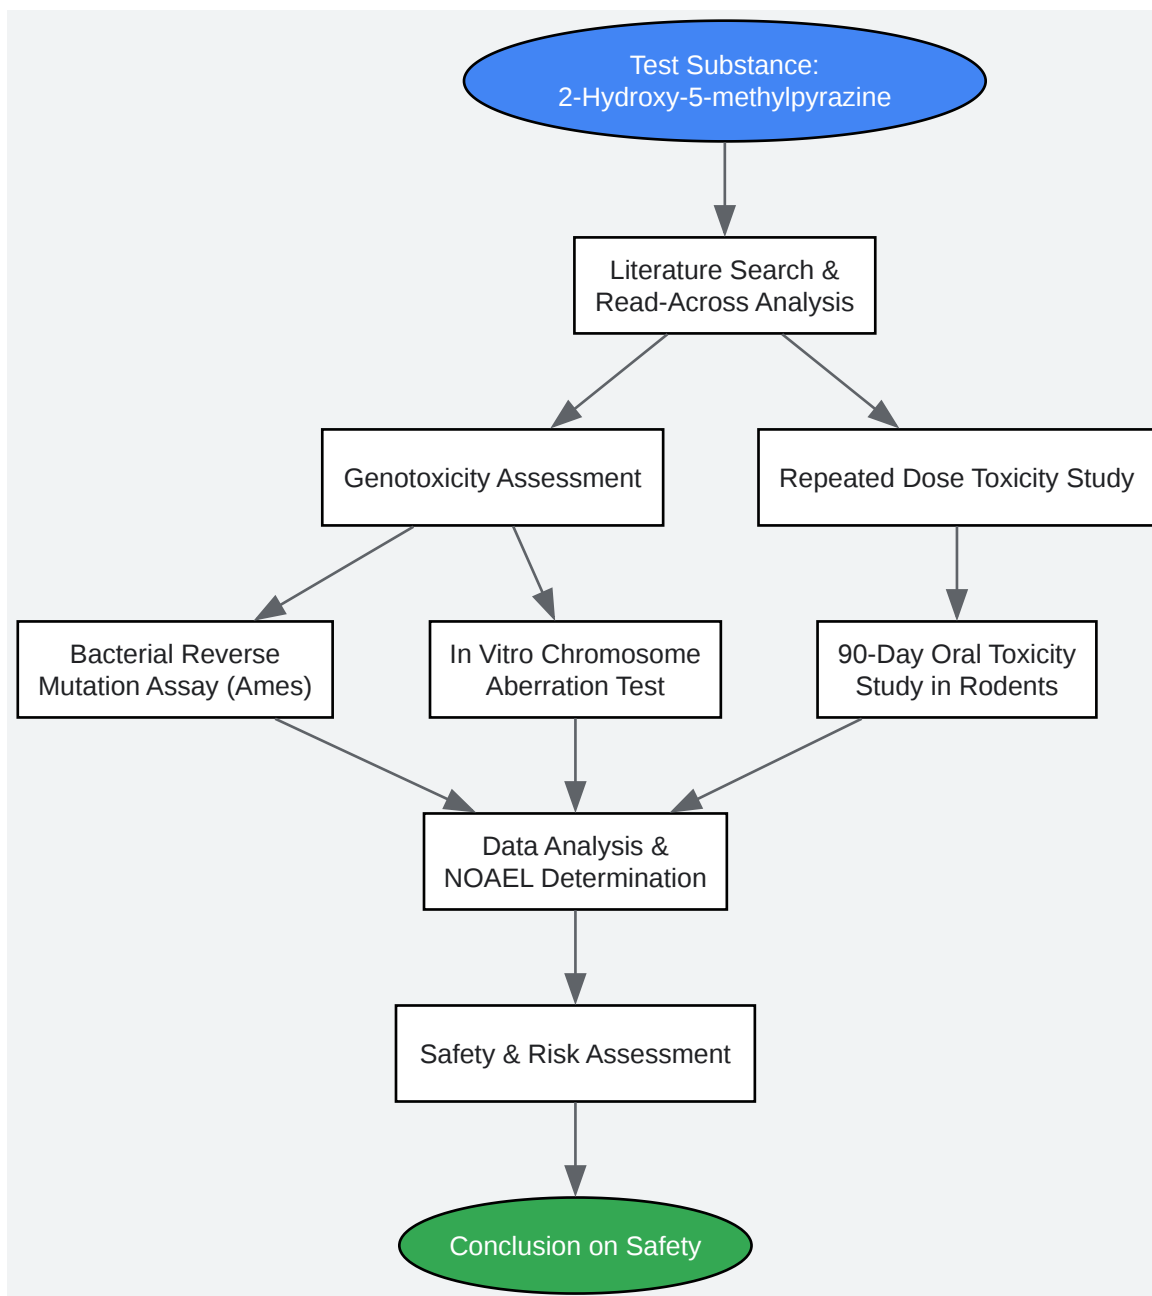 Test Substance:
2-Hydroxy-5-methylpyrazine
Literature Search &
Read-Across Analysis
Genotoxicity Assessment
Repeated Dose Toxicity Study
Bacterial Reverse
Mutation Assay (Ames)
In Vitro Chromosome
Aberration Test
90-Day Oral Toxicity
Study in Rodents
Data Analysis &
NOAEL Determination
Safety & Risk Assessment
Conclusion on Safety